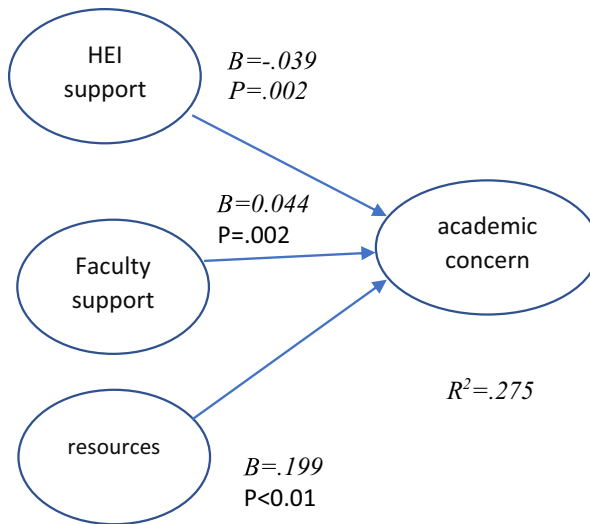 HEI
support
B=-.039
P=.002
Faculty
support
B=0.044
P=.002
academic
concern
resources
B=.199
P<0.01
R²=.275